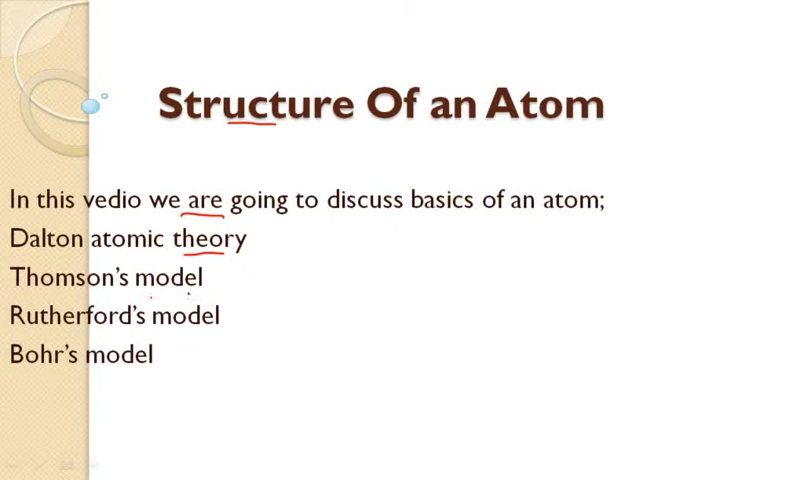 Structure Of an Atom
In this vedio we are going to discuss basics of an atom;
Dalton atomic theory
Thomson's model
Rutherford's model
Bohr's model